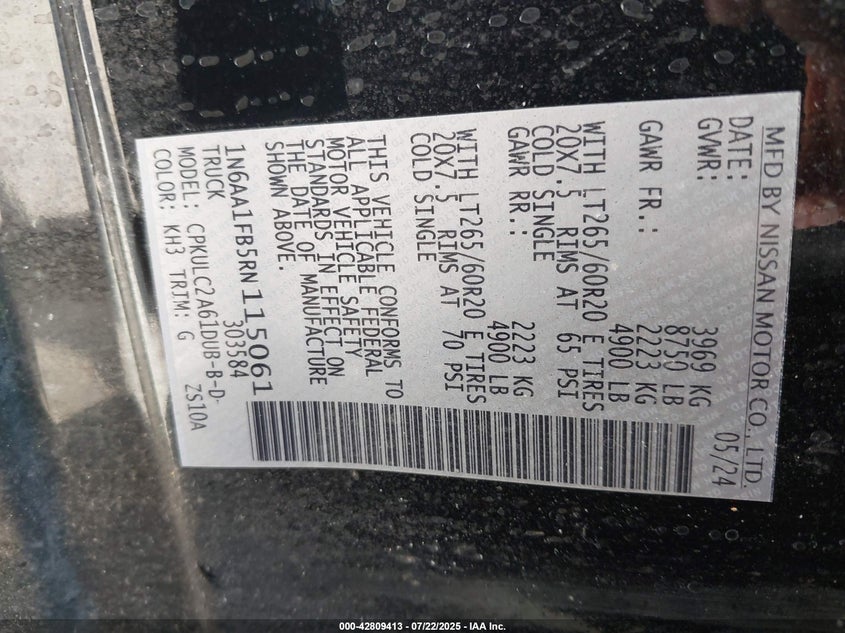 MFD BY NISSAN MOTOR CO., LTD.
DATE: 05/24
GVWR: 3969 KG
8750 LB
GAWR FR.: 2223 KG
4900 LB
WITH LT265/60R20 E TIRES
20X7.5 RIMS AT 65 PSI
COLD SINGLE
GAWR RR.: 2223 KG
4900 LB
WITH LT265/60R20 E TIRES
20X7.5 RIMS AT 70 PSI
COLD SINGLE
THIS VEHICLE CONFORMS TO
ALL APPLICABLE FEDERAL
MOTOR VEHICLE SAFETY
STANDARDS IN EFFECT ON
THE DATE OF MANUFACTURE
SHOWN ABOVE.
1N6AA1FB5RN115061
TRUCK 303584
MODEL: CPKULC2A61DUB-B-D-
COLOR: KH3 TRIM: G ZS10A
000-42809413 - 07/22/2025 - IAA Inc.